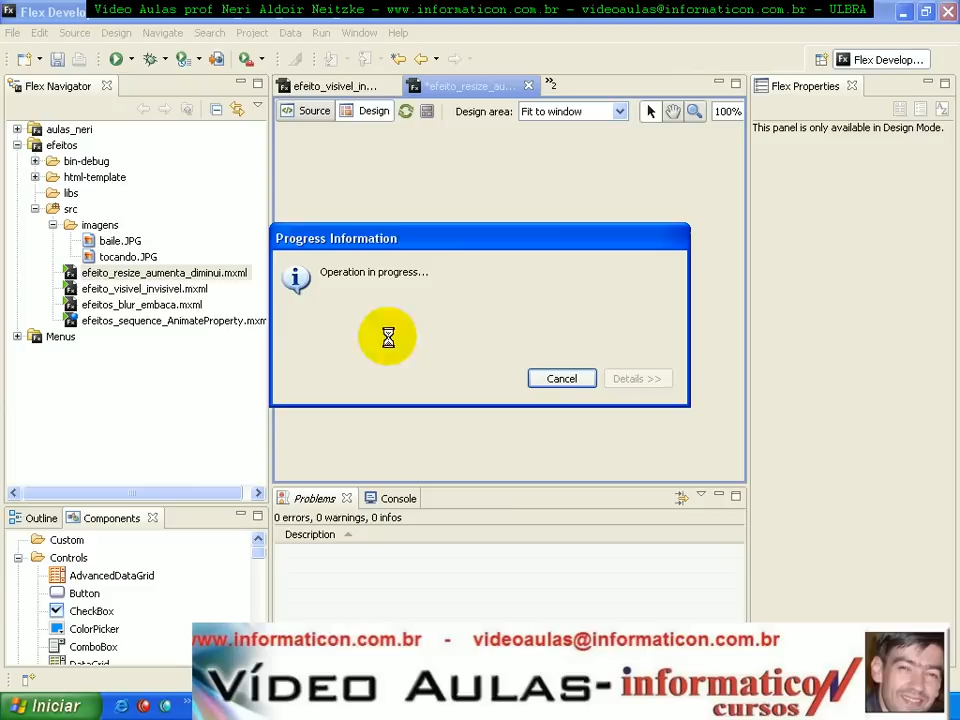 Flex Develo
Vídeo Aulas prof Neri Aldoir Neitzke – www.informaticon.com.br – videoaulas@informaticon.com.br – ULBRA
File Edit Source Design Navigate Search Project Data Run Window Help
Flex Develop...
Flex Navigator
efeito_visivel_in...
*efeito_resize_au...
2
Flex Properties
Source
Design
Design area:
Fit to window
100%
This panel is only available in Design Mode.
aulas_neri
efeitos
bin-debug
html-template
libs
src
imagens
baile.JPG
tocando.JPG
efeito_resize_aumenta_diminui.mxml
efeito_visivel_invisivel.mxml
efeitos_blur_embaca.mxml
efeitos_sequence_AnimateProperty.mxm
Menus
Progress Information
Operation in progress...
Cancel
Details >>
Outline
Components
Custom
Controls
AdvancedDataGrid
Button
CheckBox
ColorPicker
ComboBox
DataGrid
Problems
Console
0 errors, 0 warnings, 0 infos
Description
www.informaticon.com.br - videoaulas@informaticon.com.br
VÍDEO AULAS- informaticoN
cursos
Iniciar